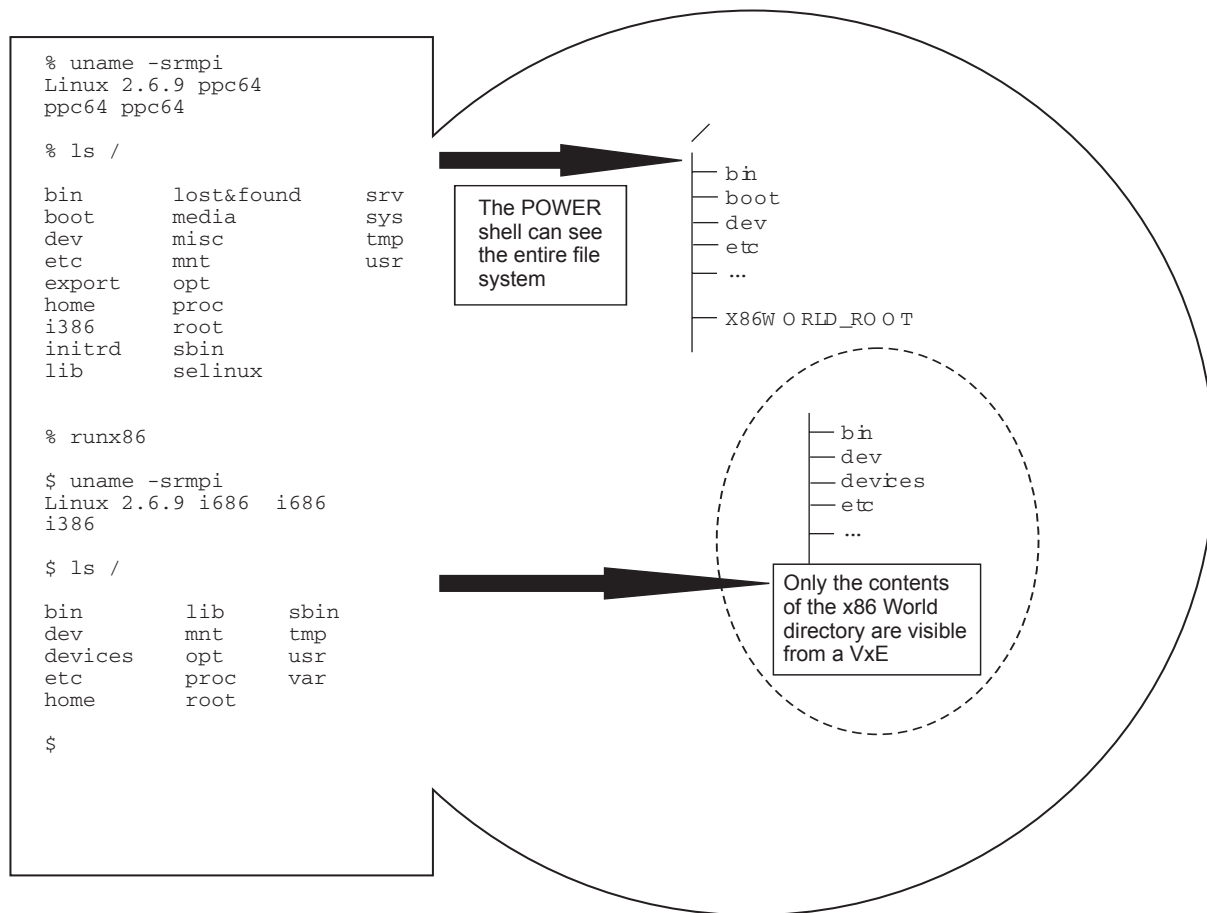 % uname -srmpi
Linux 2.6.9 ppc64
ppc64 ppc64
% ls /
bin lost&found srv
boot media sys
dev misc tmp
etc mnt usr
export opt
home proc
i386 root
initrd sbin
lib selinux
% runx86
$ uname -srmpi
Linux 2.6.9 i686 i686
i386
$ ls /
bin lib sbin
dev mnt tmp
devices opt usr
etc proc var
home root
$
The POWER
shell can see
the entire file
system
/
bin
boot
dev
etc
...
X86WORLD_ROOT
bin
dev
devices
etc
...
Only the contents
of the x86 World
directory are visible
from a VxE